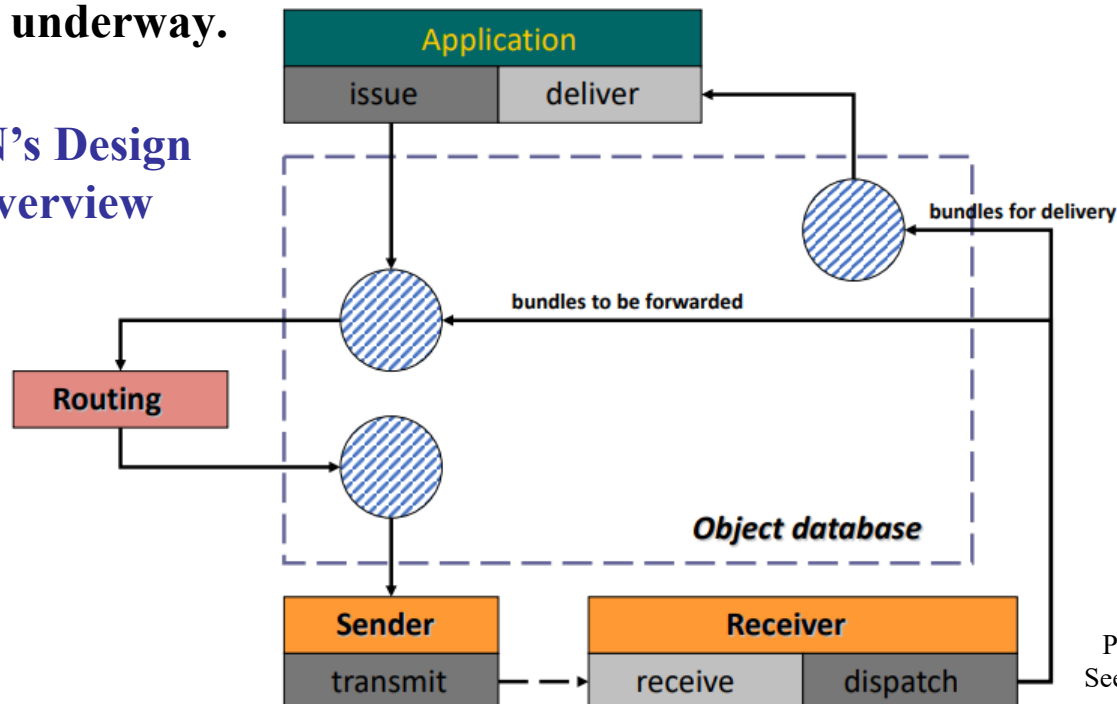 underway.
N's Design
verview
Application
issue
deliver
bundles for delivery
bundles to be forwarded
Routing
Object database
Sender
Receiver
transmit
receive
dispatch
P
See